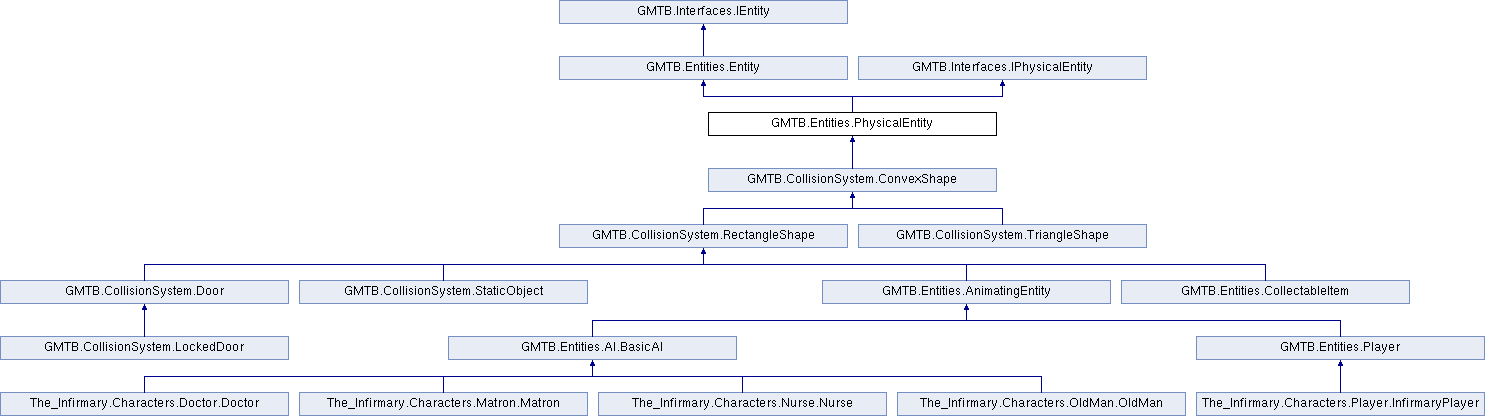 GMTB.Interfaces.IEntity
GMTB.Entities.Entity
GMTB.Interfaces.IPhysicalEntity
GMTB.Entities.PhysicalEntity
GMTB.CollisionSystem.ConvexShape
GMTB.CollisionSystem.RectangleShape
GMTB.CollisionSystem.TriangleShape
GMTB.CollisionSystem.Door
GMTB.CollisionSystem.StaticObject
GMTB.Entities.AnimatingEntity
GMTB.Entities.CollectableItem
GMTB.CollisionSystem.LockedDoor
GMTB.Entities.AI.BasicAI
GMTB.Entities.Player
The_Infirmary.Characters.Doctor.Doctor
The_Infirmary.Characters.Matron.Matron
The_Infirmary.Characters.Nurse.Nurse
The_Infirmary.Characters.OldMan.OldMan
The_Infirmary.Characters.Player.InfirmaryPlayer